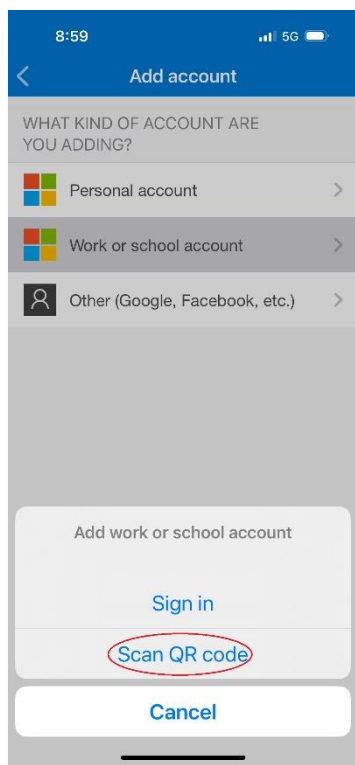 8:59
5G
Add account
WHAT KIND OF ACCOUNT ARE
YOU ADDING?
Personal account
Work or school account
Other (Google, Facebook, etc.)
Add work or school account
Sign in
Scan QR code
Cancel